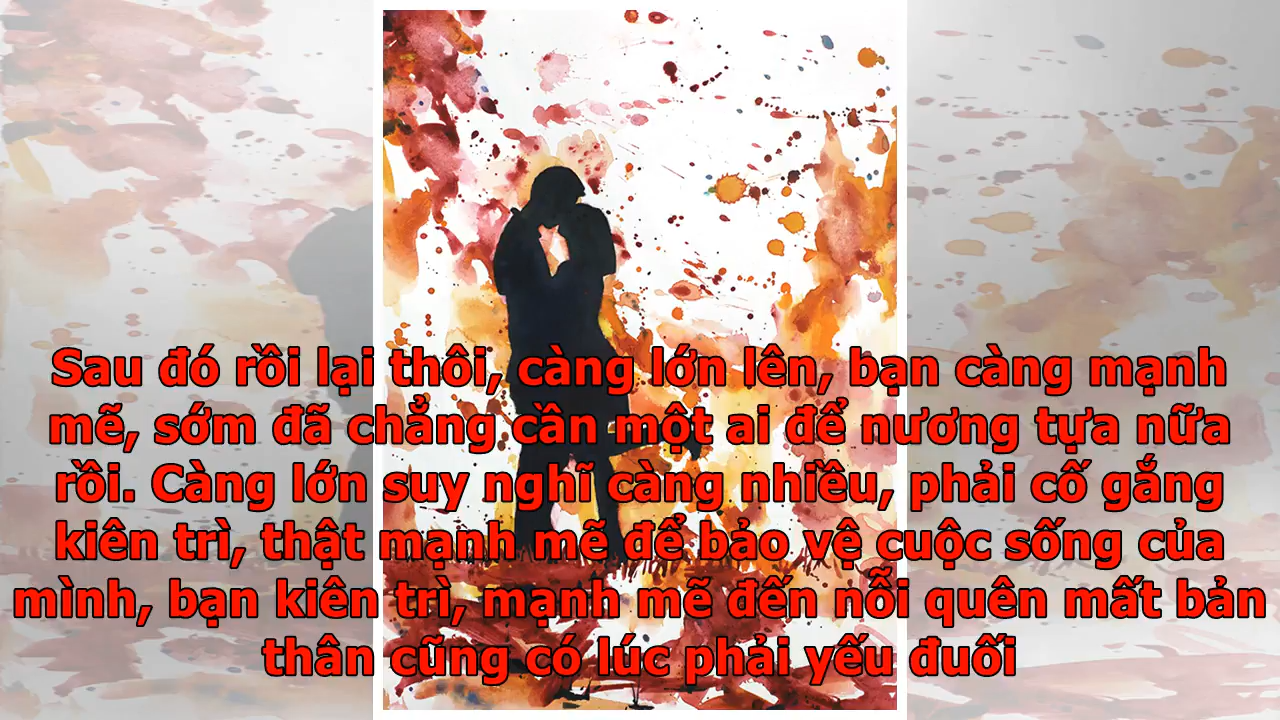 Sau đó rồi lại thôi, càng lớn lên, bạn càng mạnh
mẽ, sớm đã chẳng cần một ai để nương tựa nữa
rồi. Càng lớn suy nghĩ càng nhiều, phải cố gắng
kiên trì, thật mạnh mẽ để bảo vệ cuộc sống của
mình, bạn kiên trì, mạnh mẽ đến nỗi quên mất bản
thân cũng có lúc phải yếu đuối